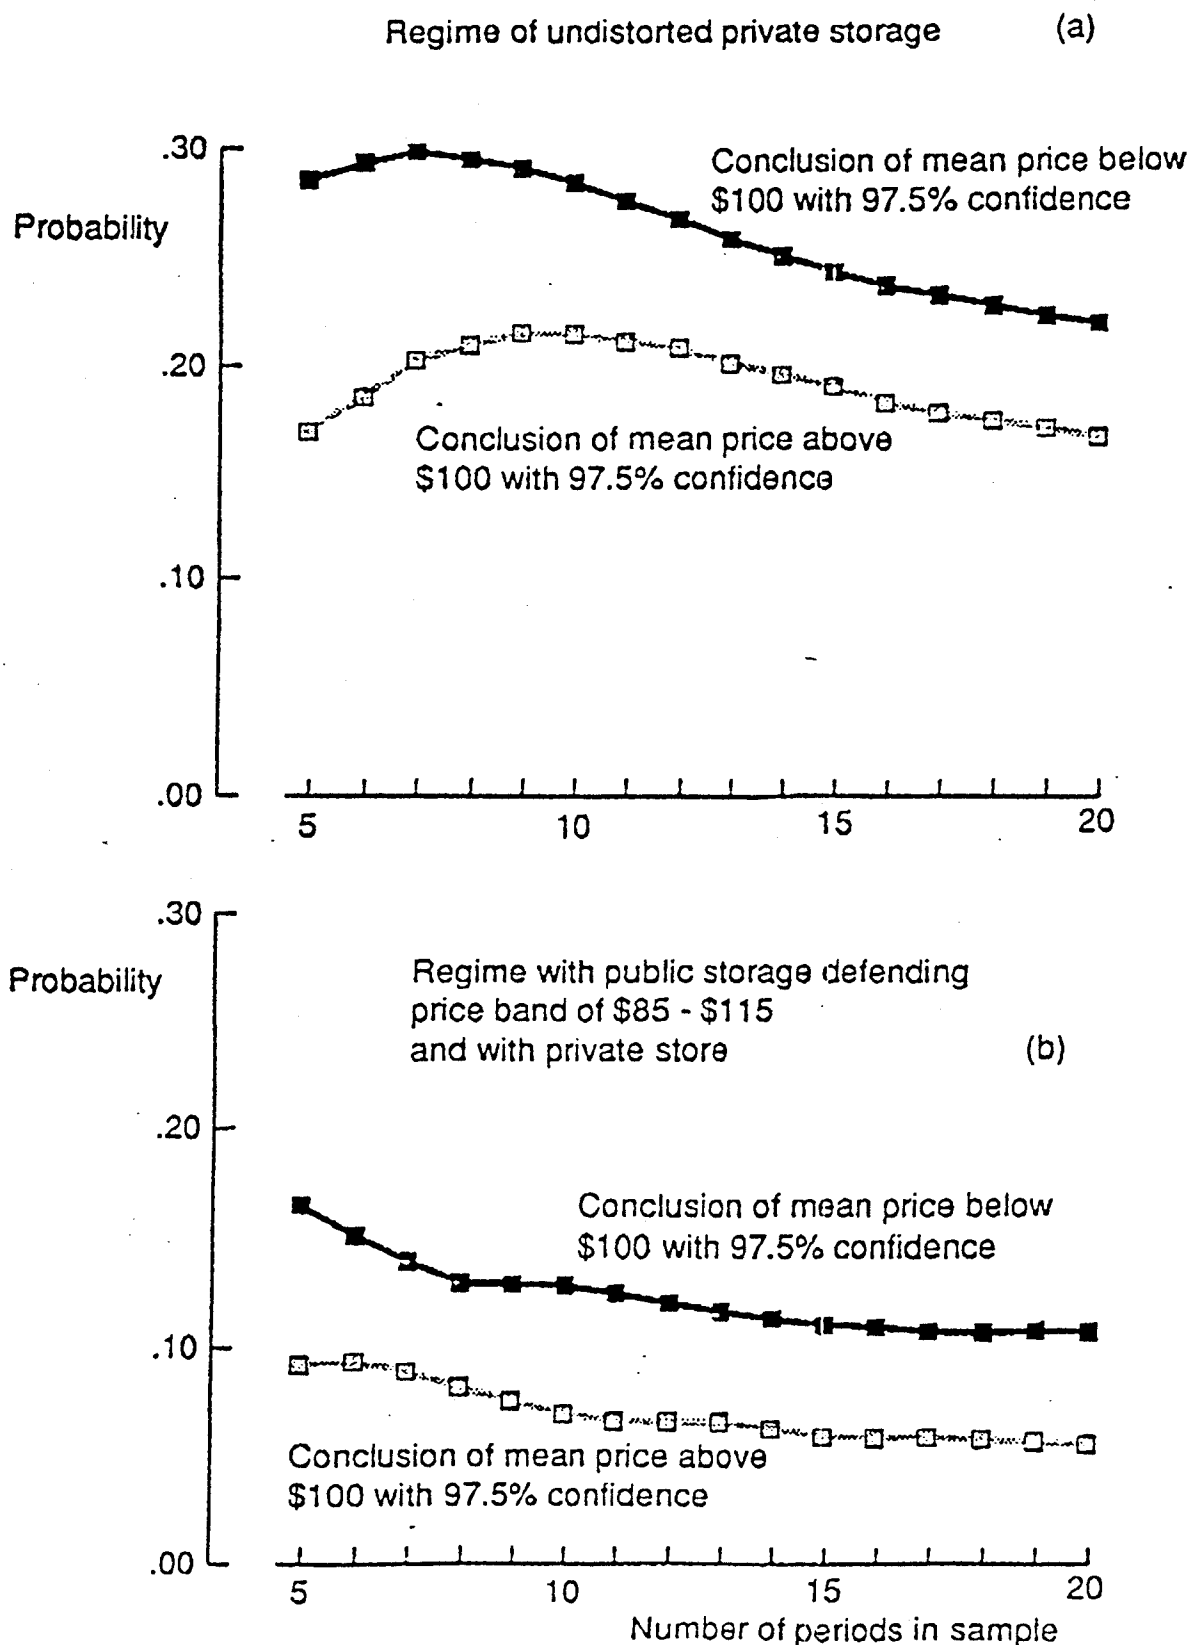 Regime of undistorted private storage (a)
.30
Conclusion of mean price below
$100 with 97.5% confidence
Probability
.20
Conclusion of mean price above
$100 with 97.5% confidence
.10
.00
5 10 15 20
.30
Probability
Regime with public storage defending
price band of $85 - $115
and with private store (b)
.20
Conclusion of mean price below
$100 with 97.5% confidence
.10
Conclusion of mean price above
$100 with 97.5% confidence
.00
5 10 15 20
Number of periods in sample